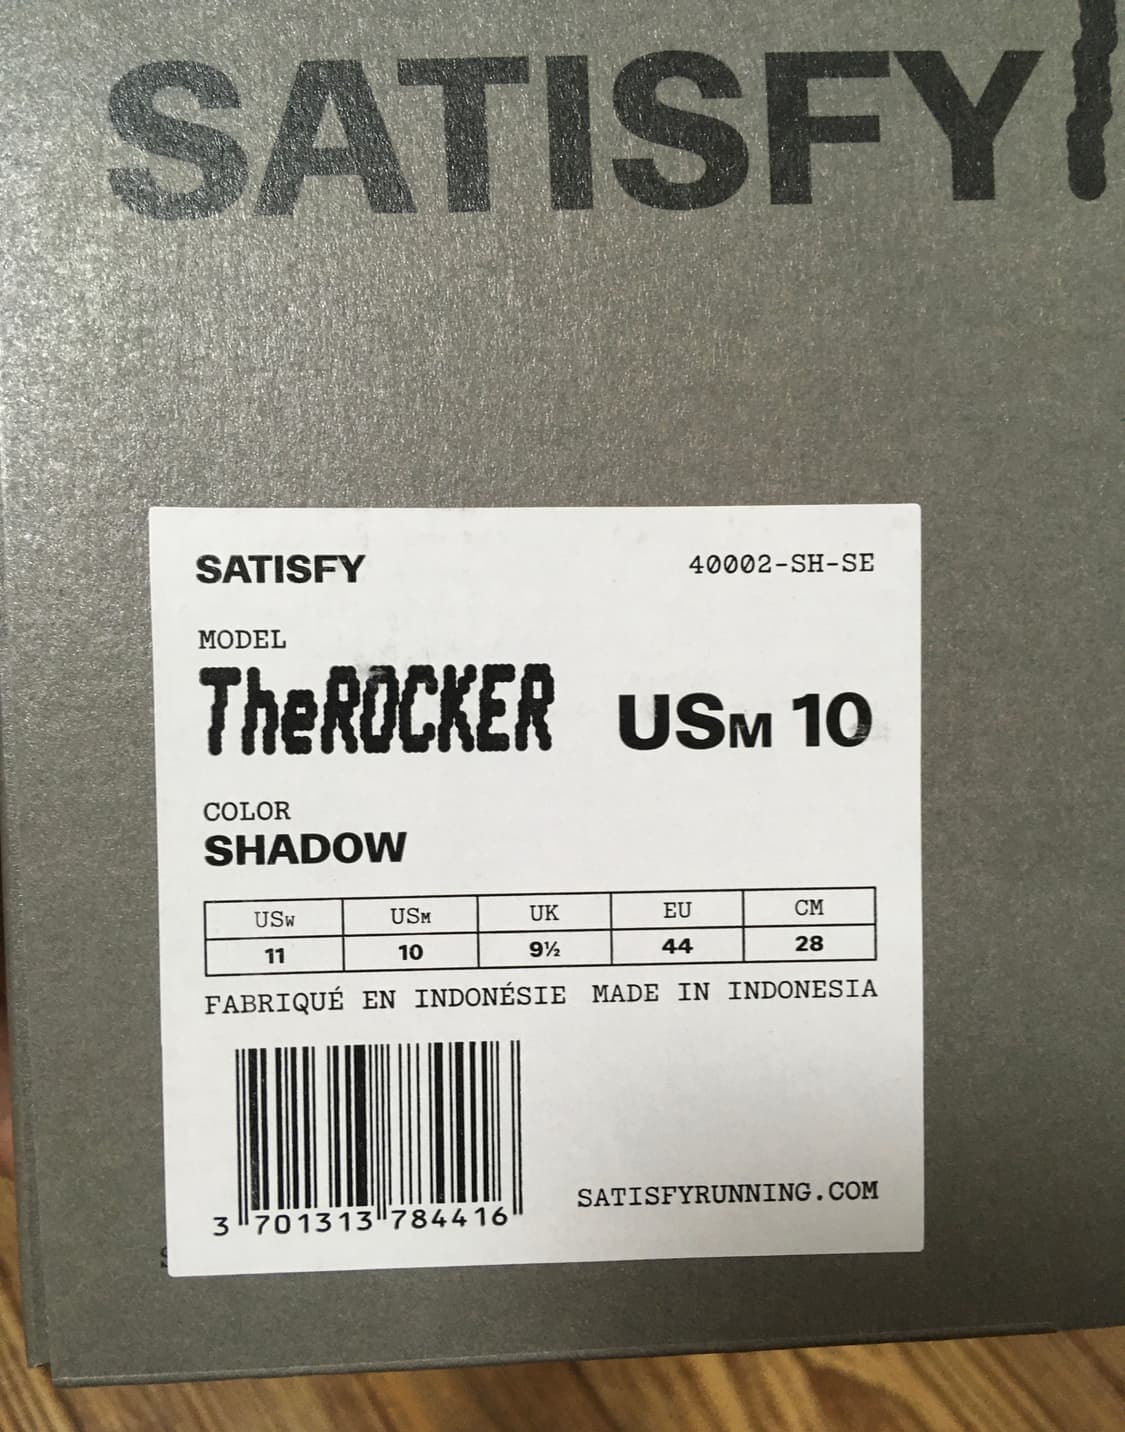 SATISFY
SATISFY 40002-SH-SE
MODEL
TheROCKER USM 10
COLOR
SHADOW
USW USM UK EU CM
11 10 9½ 44 28
FABRIQUÉ EN INDONÉSIE MADE IN INDONESIA
SATISFYRUNNING.COM
3 701313 784416